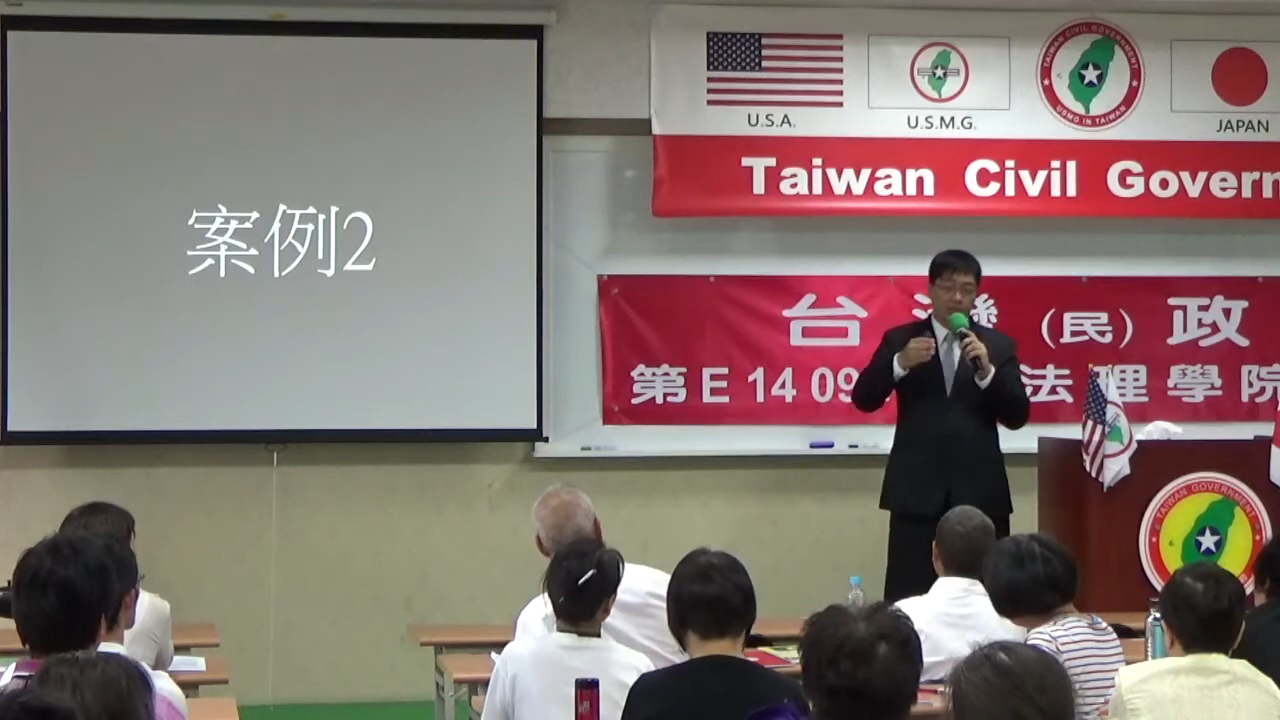 案例2
U.S.A.
U.S.M.G.
TAIWAN CIVIL GOVERNMENT
USMG IN TAIWAN
JAPAN
Taiwan Civil Govern
台灣(民)政
第E 14 09
法理學院
TAIWAN GOVERNMENT